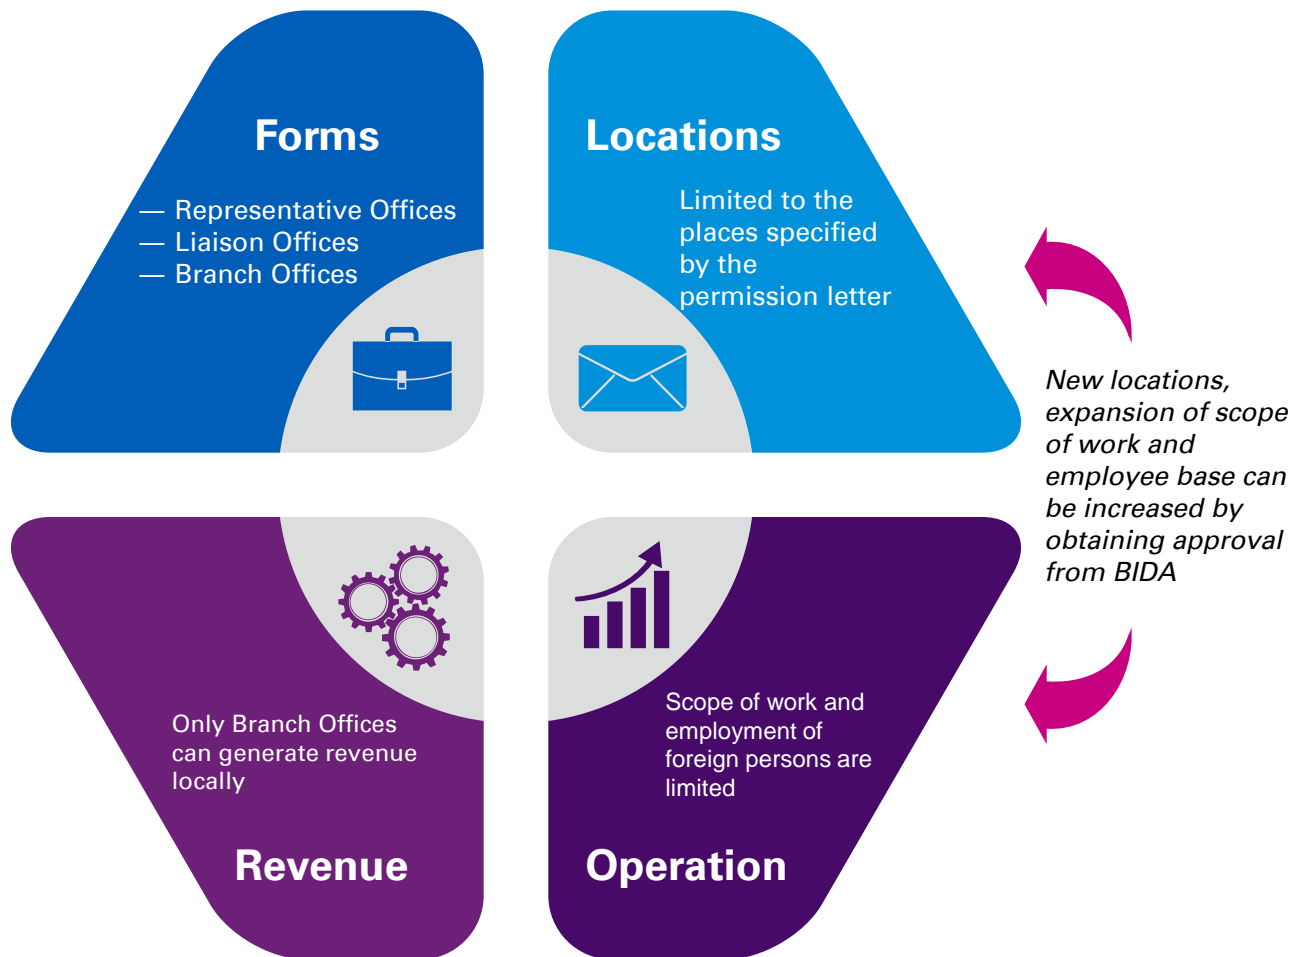 Forms
— Representative Offices
— Liaison Offices
— Branch Offices
Locations
Limited to the
places specified
by the
permission letter
New locations,
expansion of scope
of work and
employee base can
be increased by
obtaining approval
from BIDA
Only Branch Offices
can generate revenue
locally
Revenue
Scope of work and
employment of
foreign persons are
limited
Operation